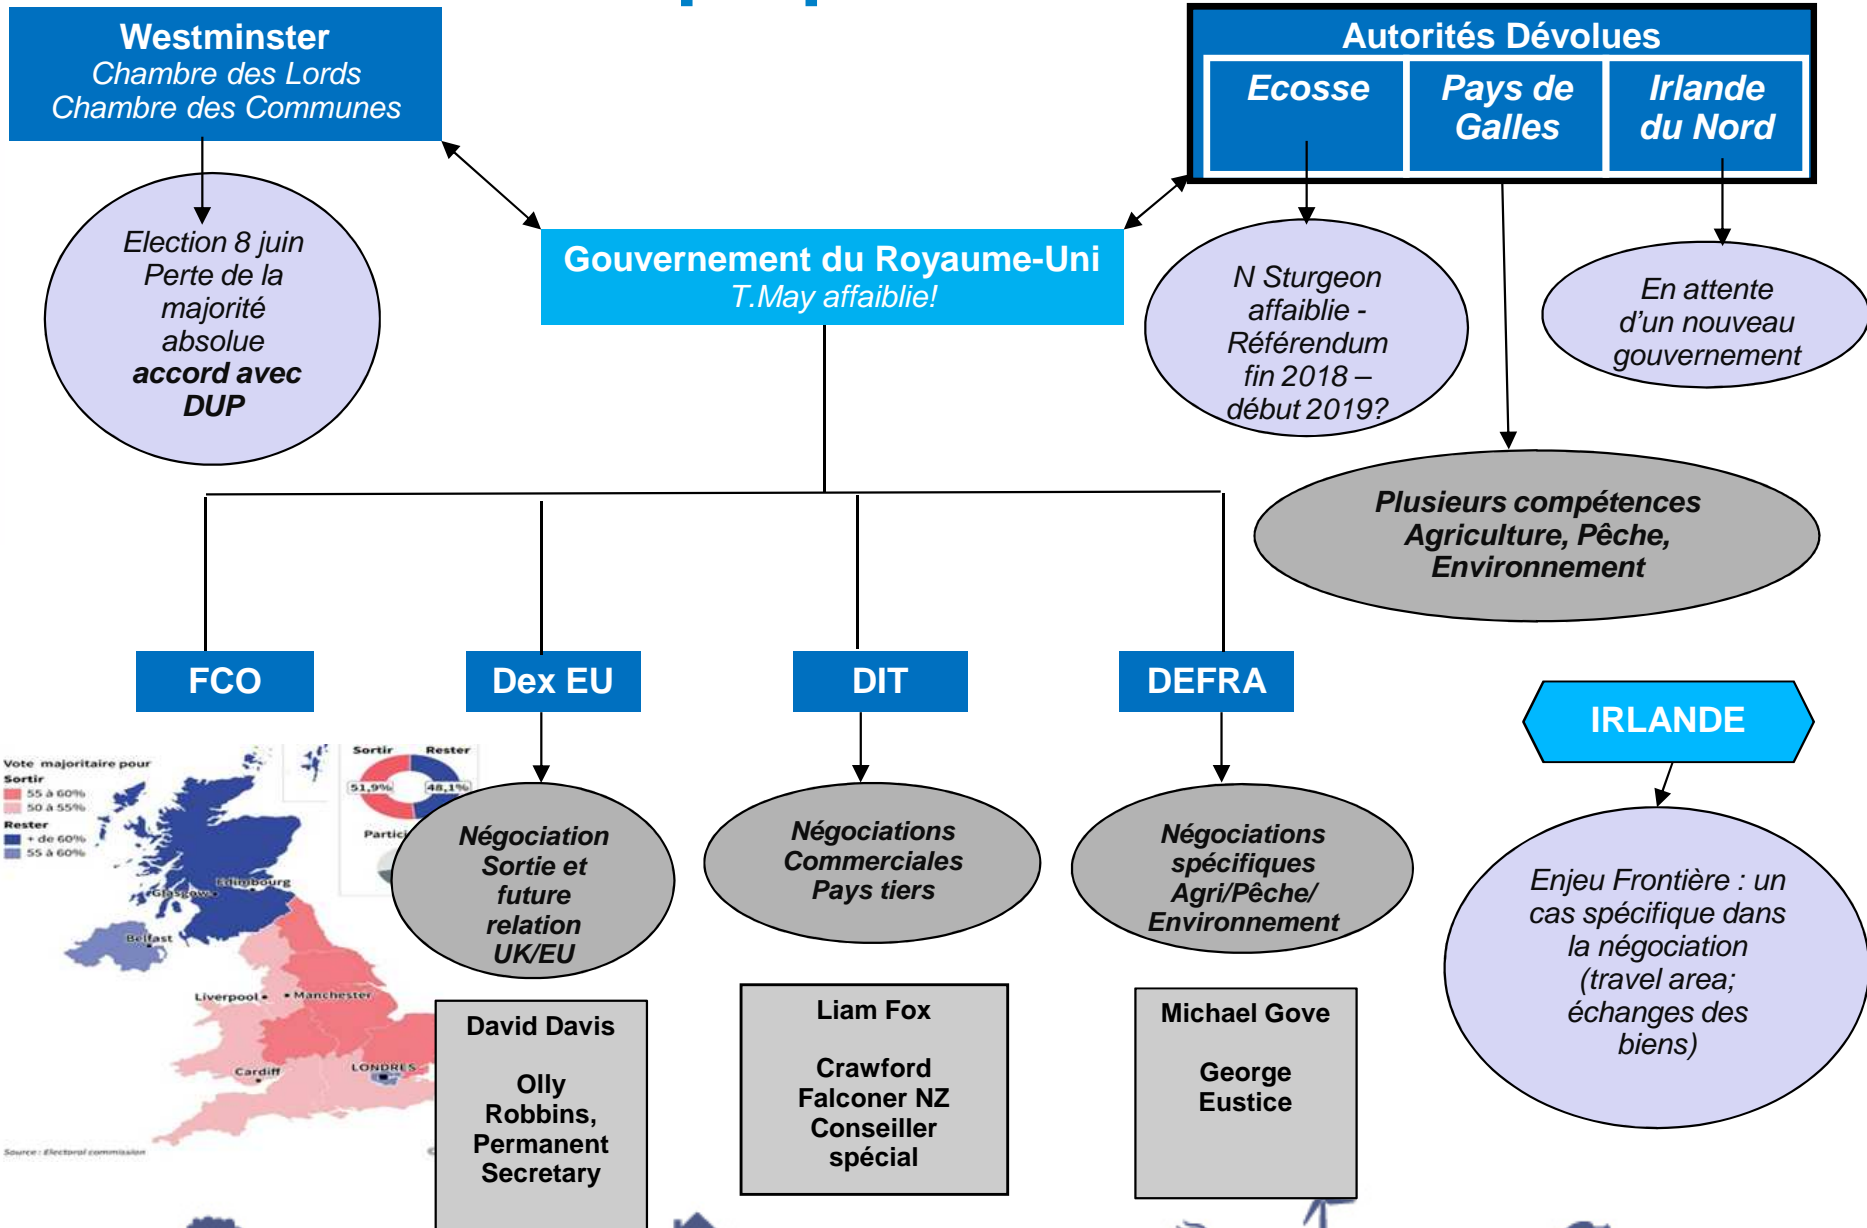 Westminster
Chambre des Lords
Chambre des Communes
Autorités Dévolues
Ecosse
Pays de
Galles
Irlande
du Nord
Election 8 juin
Perte de la
majorité
absolue
accord avec
DUP
Gouvernement du Royaume-Uni
T.May affaiblie!
N Sturgeon
affaiblie -
Référendum
fin 2018 –
début 2019?
En attente
d'un nouveau
gouvernement
Plusieurs compétences
Agriculture, Pêche,
Environnement
FCO
Dex EU
DIT
DEFRA
IRLANDE
Vote majoritaire pour
Sortir
55 à 60%
50 à 55%
Rester
+ de 60%
55 à 60%
Sortir
Rester
51,9%
48,1%
Glasgow
Edimbourg
Belfast
Liverpool
Manchester
Cardiff
LONDRES
Source : Electoral commission
Négociation
Sortie et
future
relation
UK/EU
Négociations
Commerciales
Pays tiers
Négociations
spécifiques
Agri/Pêche/
Environnement
Enjeu Frontière : un
cas spécifique dans
la négociation
(travel area;
échanges des
biens)
David Davis
Olly
Robbins,
Permanent
Secretary
Liam Fox
Crawford
Falconer NZ
Conseiller
spécial
Michael Gove
George
Eustice